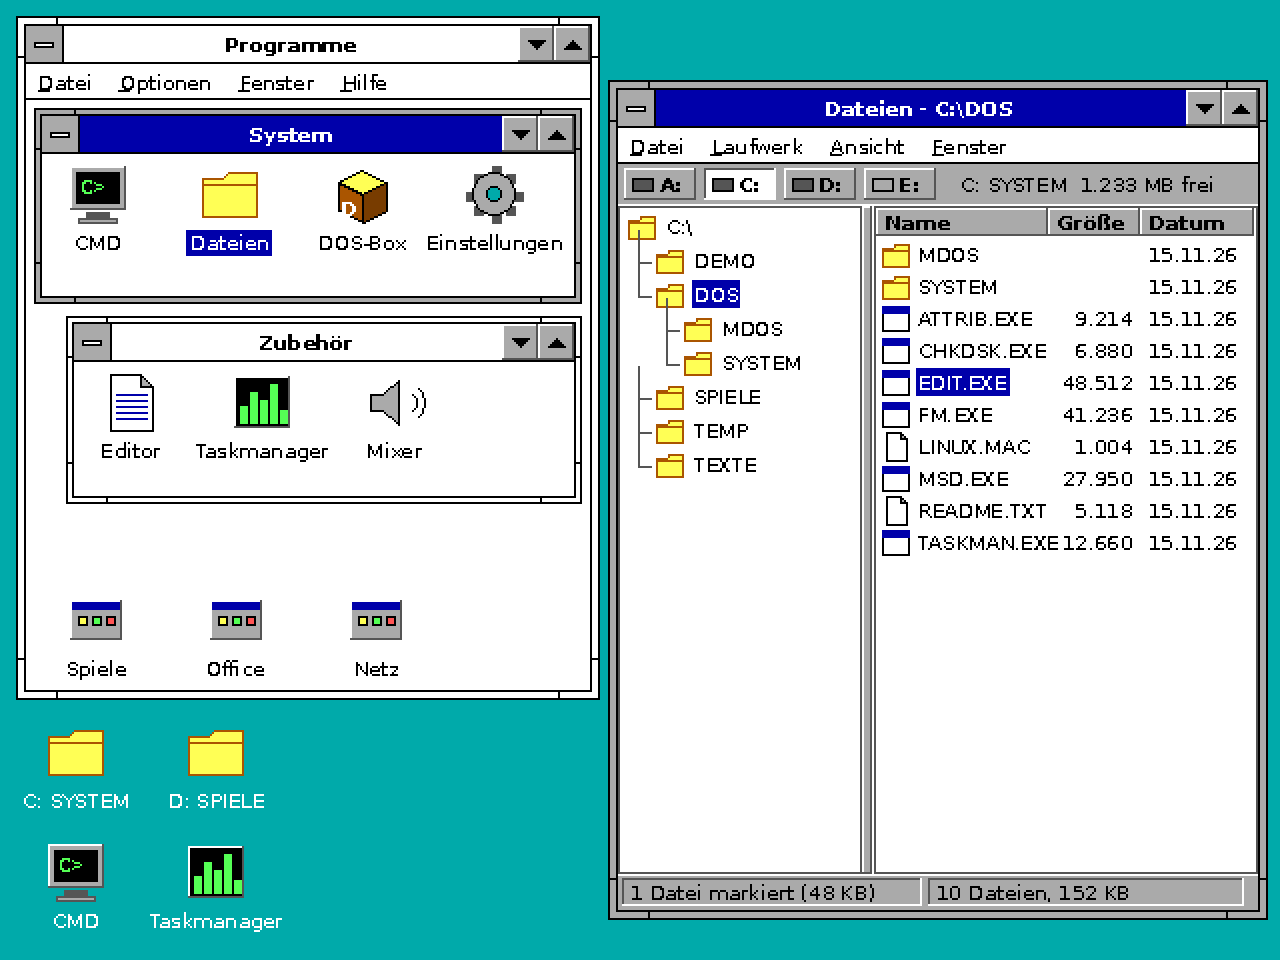 Programme
Datei Optionen Fenster Hilfe
System
C>
D
CMD Dateien DOS-Box Einstellungen
Zubehör
Editor Taskmanager Mixer
Spiele Office Netz
C: SYSTEM D: SPIELE
C>
CMD Taskmanager
Dateien - C:\DOS
Datei Laufwerk Ansicht Fenster
A: C: D: E: C: SYSTEM 1.233 MB frei
C:\
DEMO
DOS
MDOS
SYSTEM
SPIELE
TEMP
TEXTE
Name Größe Datum
MDOS 15.11.26
SYSTEM 15.11.26
ATTRIB.EXE 9.214 15.11.26
CHKDSK.EXE 6.880 15.11.26
EDIT.EXE 48.512 15.11.26
FM.EXE 41.236 15.11.26
LINUX.MAC 1.004 15.11.26
MSD.EXE 27.950 15.11.26
README.TXT 5.118 15.11.26
TASKMAN.EXE 12.660 15.11.26
1 Datei markiert (48 KB) 10 Dateien, 152 KB